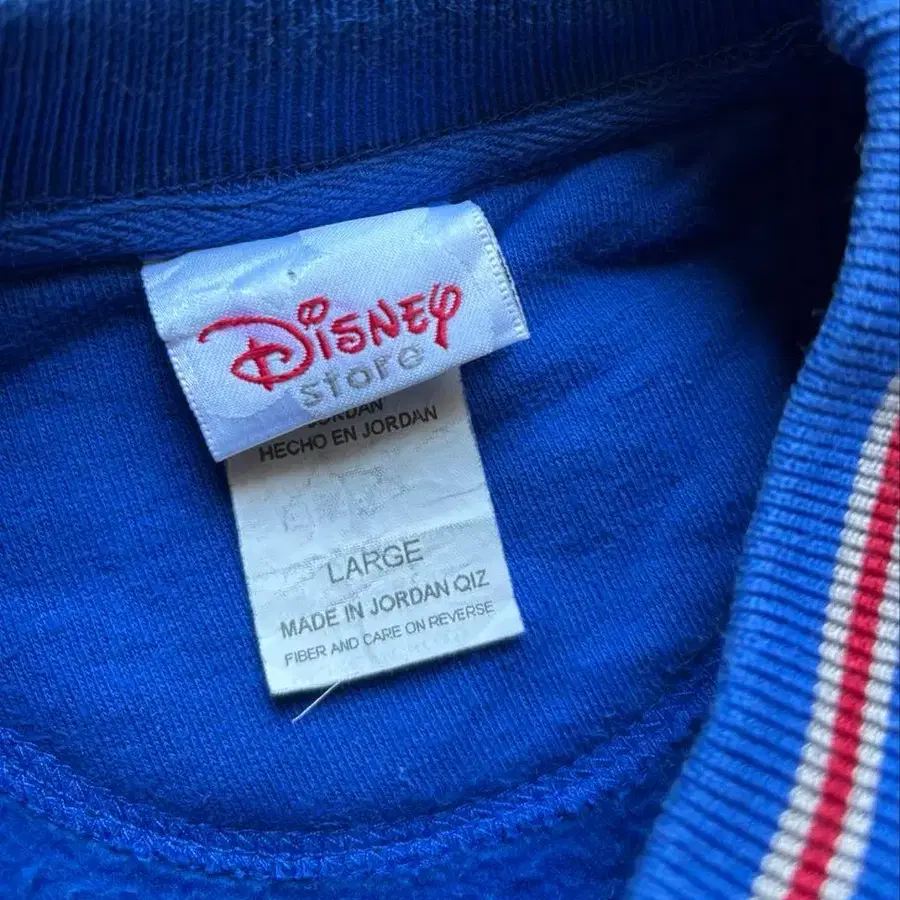 Disney
store
JORDAN
HECHO EN JORDAN
LARGE
MADE IN JORDAN QIZ
FIBER AND CARE ON REVERSE